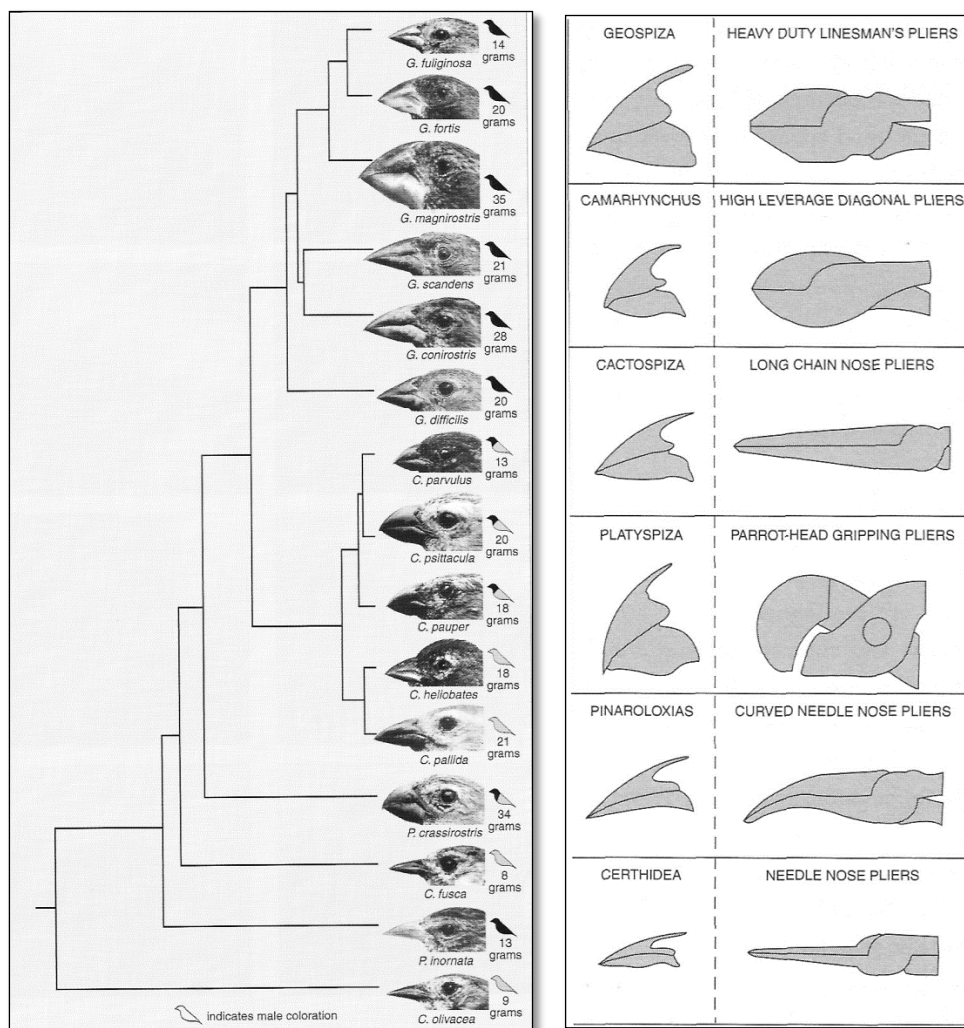 14
grams
G. fuliginosa
20
grams
G. fortis
35
grams
G. magnirostris
21
grams
G. scandens
28
grams
G. conirostris
20
grams
G. difficilis
13
grams
C. parvulus
20
grams
C. psittacula
18
grams
C. pauper
18
grams
C. heliobates
21
grams
C. pallida
34
grams
P. crassirostris
8
grams
C. fusca
13
grams
P. inornata
9
grams
C. olivacea
indicates male coloration
GEOSPIZA
HEAVY DUTY LINESMAN'S PLIERS
CAMARHYNCHUS
HIGH LEVERAGE DIAGONAL PLIERS
CACTOSPIZA
LONG CHAIN NOSE PLIERS
PLATYSPIZA
PARROT-HEAD GRIPPING PLIERS
PINAROLOXIAS
CURVED NEEDLE NOSE PLIERS
CERTHIDEA
NEEDLE NOSE PLIERS